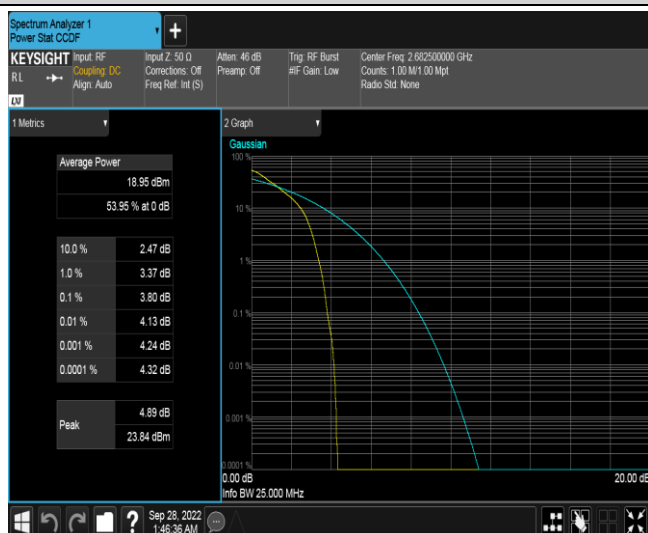 Spectrum Analyzer 1
Power Stat CCDF
+
KEYSIGHT
RL
LXI
Input: RF
Coupling: DC
Align: Auto
Input Z: 50 Ω
Corrections: Off
Freq Ref: Int (S)
Atten: 46 dB
Preamp: Off
Trig: RF Burst
#IF Gain: Low
Center Freq: 2.682500000 GHz
Counts: 1.00 M/1.00 Mpt
Radio Std: None
1 Metrics
Average Power
18.95 dBm
53.95 % at 0 dB
10.0 % 2.47 dB
1.0 % 3.37 dB
0.1 % 3.80 dB
0.01 % 4.13 dB
0.001 % 4.24 dB
0.0001 % 4.32 dB
Peak
4.89 dB
23.84 dBm
2 Graph
Gaussian
100 %
10 %
1 %
0.1 %
0.01 %
0.001 %
0.0001 %
0.00 dB
20.00 dB
Info BW 25.000 MHz
?
Sep 28, 2022
1:46:36 AM